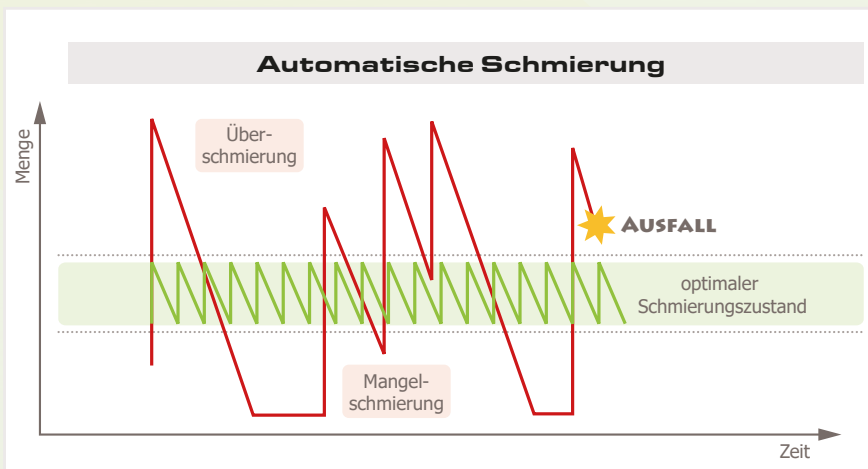 Automatische Schmierung
Menge
Über-
schmierung
AUSFALL
optimaler
Schmierungszustand
Mangel-
schmierung
Zeit